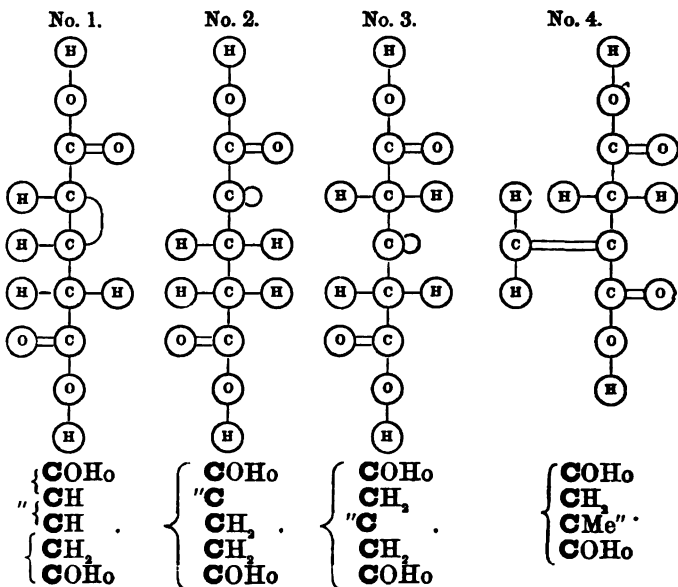 No. 1. No. 2. No. 3. No. 4.
H H H H
O O O O
C O C O C O C O
H C C H C H H H C H
H C H C H C C C
H C H H C H H C H H C O
O C O C O C O
O O O H
H H H
COHo COHo COHo COHo
CH "C CH₂ CH₂
" CH . CH₂ . "C . CMe" .
CH₂ CH₂ CH₂ COHo
COHo COHo COHo